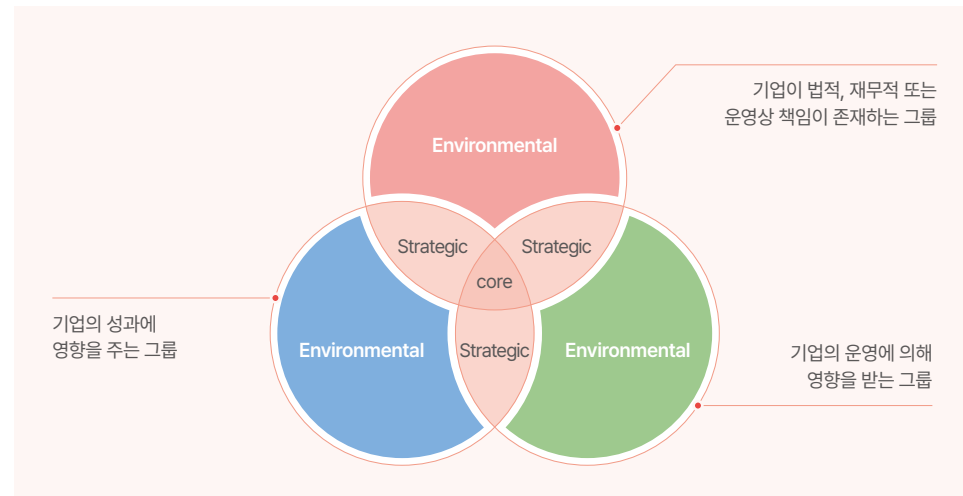 기업이 법적, 재무적 또는
운영상 책임이 존재하는 그룹
Environmental
Strategic
Strategic
core
기업의 성과에
영향을 주는 그룹
Environmental
Strategic
Environmental
기업의 운영에 의해
영향을 받는 그룹